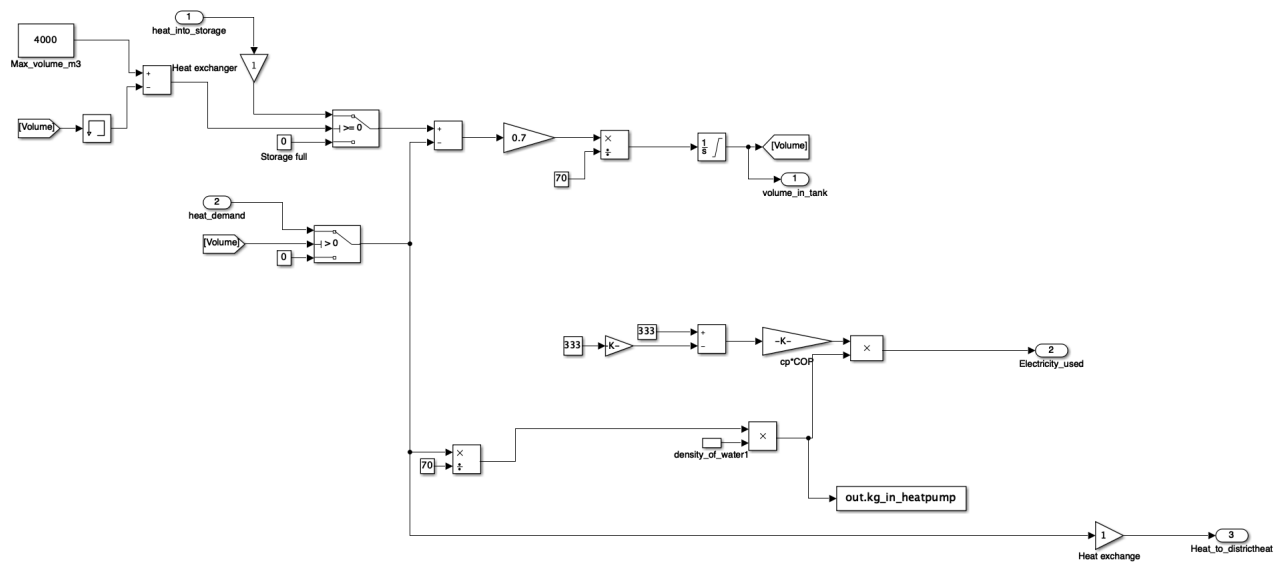 1
heat_into_storage
4000
Max_volume_m3
+
−
Heat exchanger
1
[Volume]
>= 0
0
Storage full
+
−
0.7
×
÷
70
1
s
[Volume]
1
volume_in_tank
2
heat_demand
[Volume]
> 0
0
333
-K-
333
+
−
-K-
cp*COP
×
2
Electricity_used
70
×
÷
density_of_water1
×
out.kg_in_heatpump
1
Heat exchange
3
Heat_to_districtheat